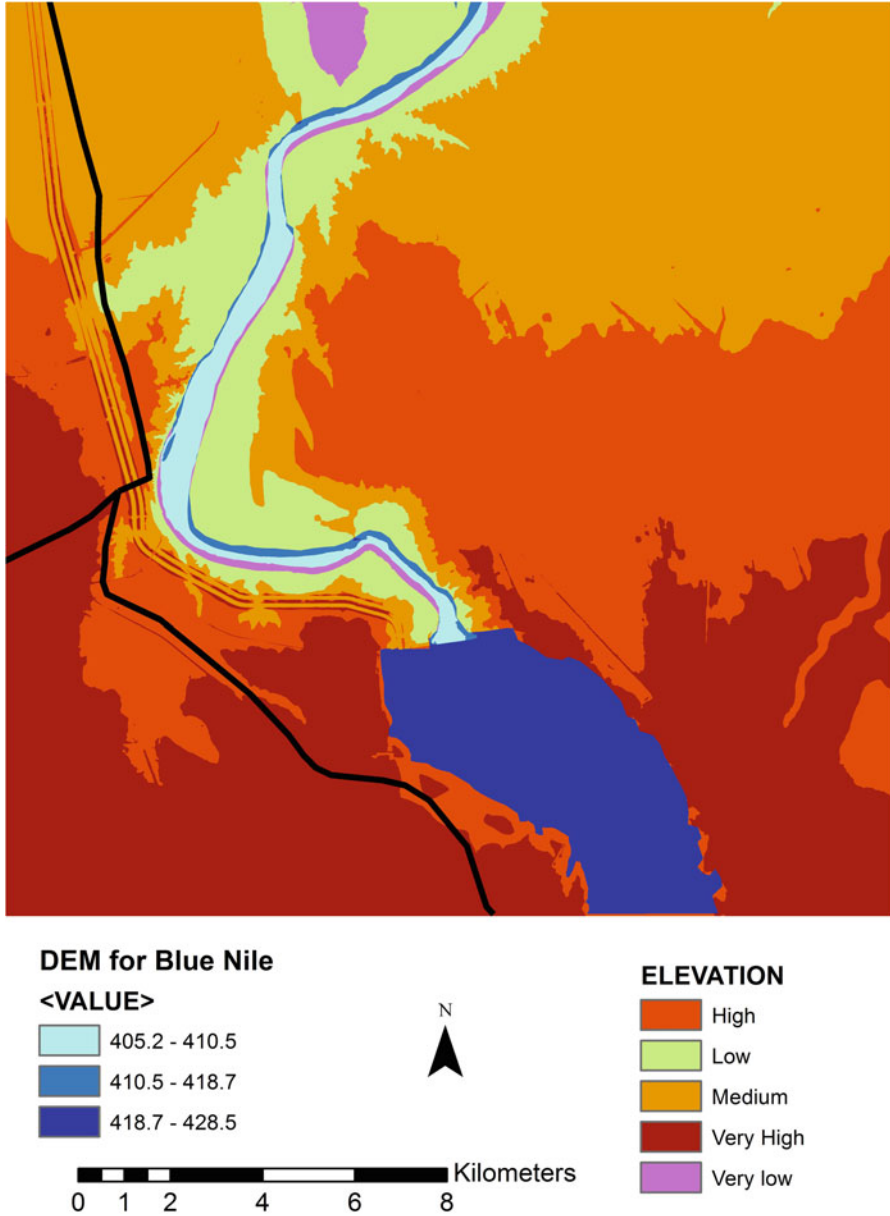 DEM for Blue Nile
<VALUE>
405.2 - 410.5
410.5 - 418.7
418.7 - 428.5
N
Kilometers
0 1 2 4 6 8
ELEVATION
High
Low
Medium
Very High
Very low